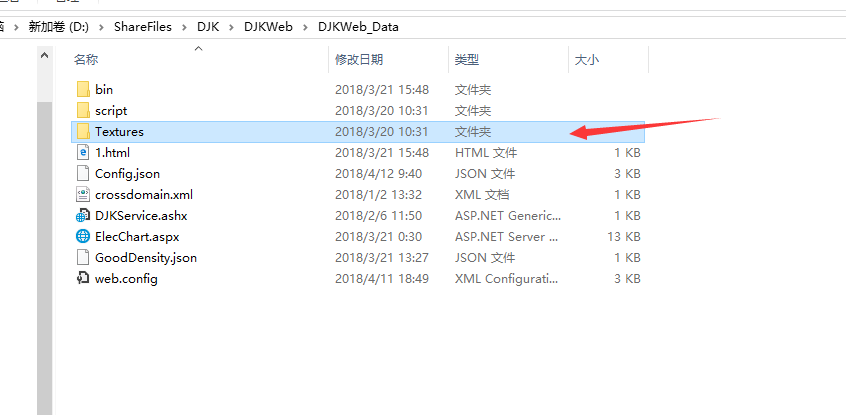 新加卷 (D:) ShareFiles DJK DJKWeb DJKWeb_Data
名称 修改日期 类型 大小
bin 2018/3/21 15:48 文件夹
script 2018/3/20 10:31 文件夹
Textures 2018/3/20 10:31 文件夹
1.html 2018/3/21 15:48 HTML 文件 1 KB
Config.json 2018/4/12 9:40 JSON 文件 3 KB
crossdomain.xml 2018/1/2 13:32 XML 文档 1 KB
DJKService.ashx 2018/2/6 11:50 ASP.NET Generic... 1 KB
ElecChart.aspx 2018/3/21 0:30 ASP.NET Server ... 13 KB
GoodDensity.json 2018/3/21 13:27 JSON 文件 1 KB
web.config 2018/4/11 18:49 XML Configurati... 3 KB